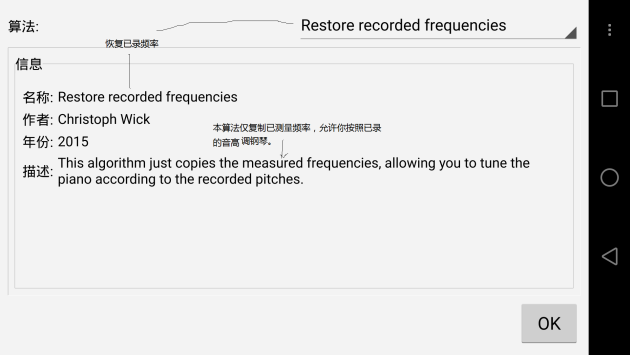 算法: Restore recorded frequencies
恢复已录频率
信息
名称: Restore recorded frequencies
作者: Christoph Wick
年份: 2015
本算法仅复制已测量频率，允许你按照已录
的音高 调钢琴。
描述: This algorithm just copies the measured frequencies, allowing you to tune the
piano according to the recorded pitches.
OK